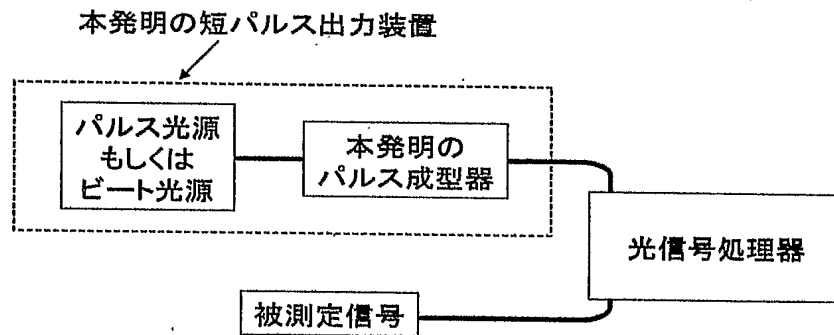 本発明の短パルス出力装置
パルス光源
もしくは
ビート光源
本発明の
パルス成型器
光信号処理器
被測定信号